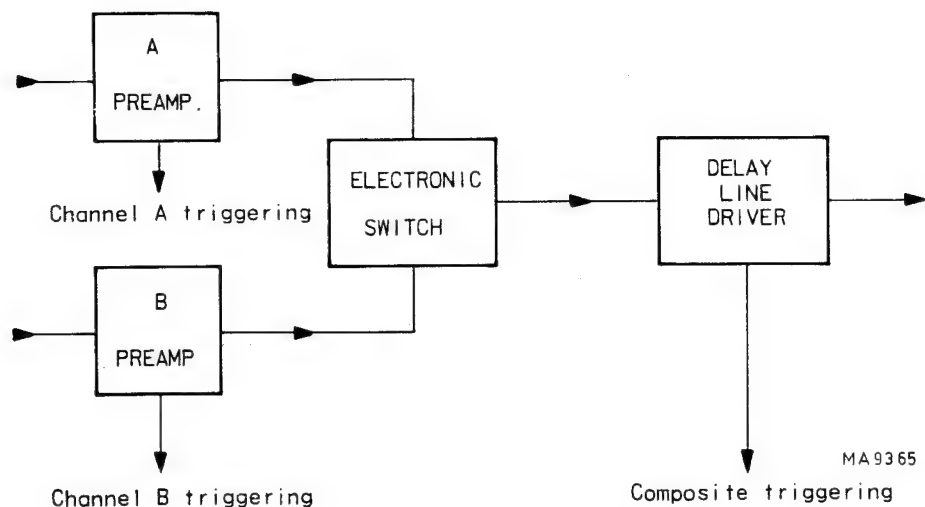 A
PREAMP.
Channel A triggering
ELECTRONIC
SWITCH
DELAY
LINE
DRIVER
B
PREAMP
Channel B triggering
MA9365
Composite triggering